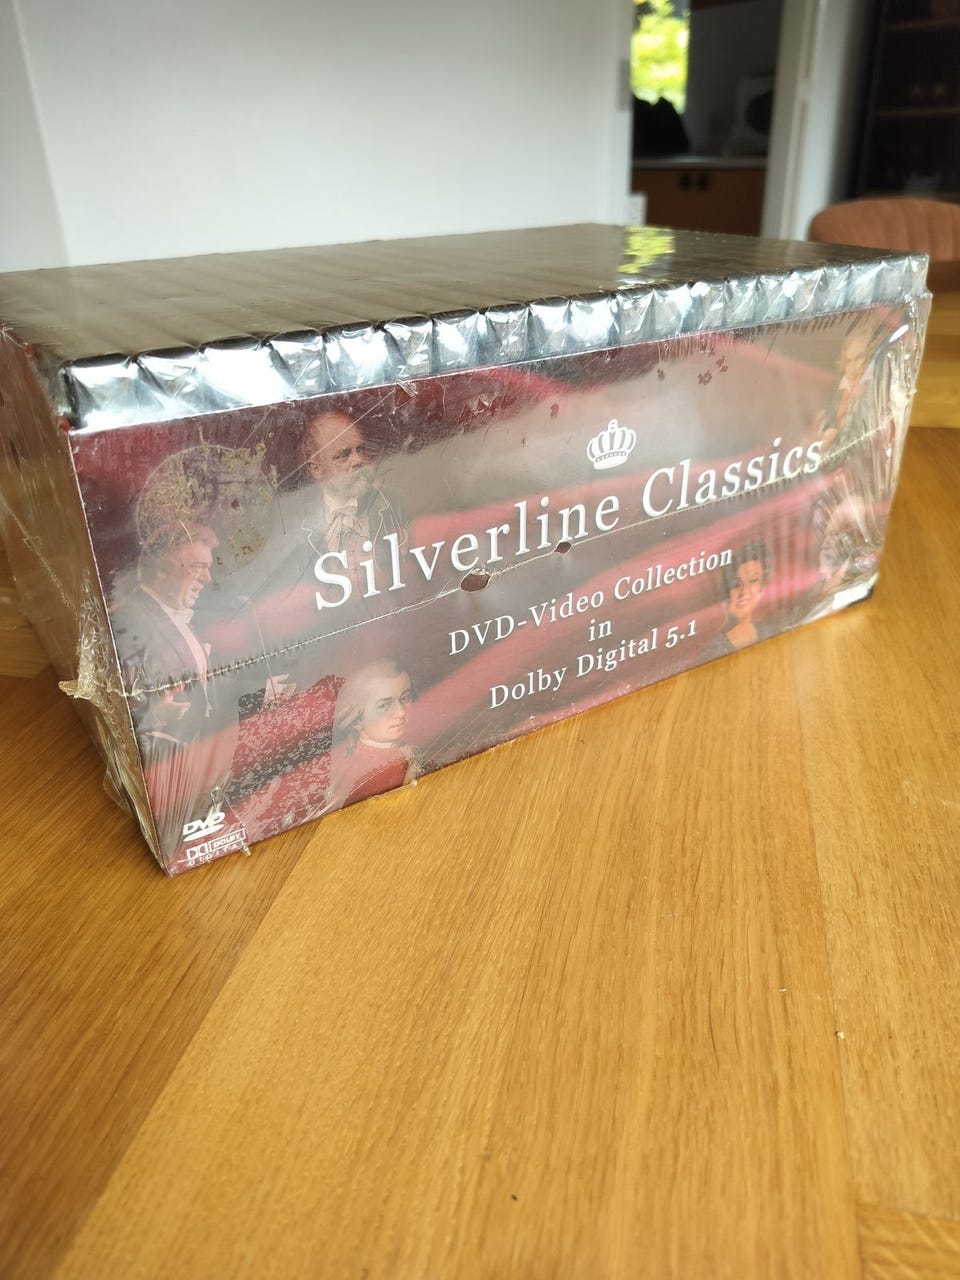 Silverline Classics
DVD-Video Collection
in
Dolby Digital 5.1
DVD
DOLBY
DIGITAL